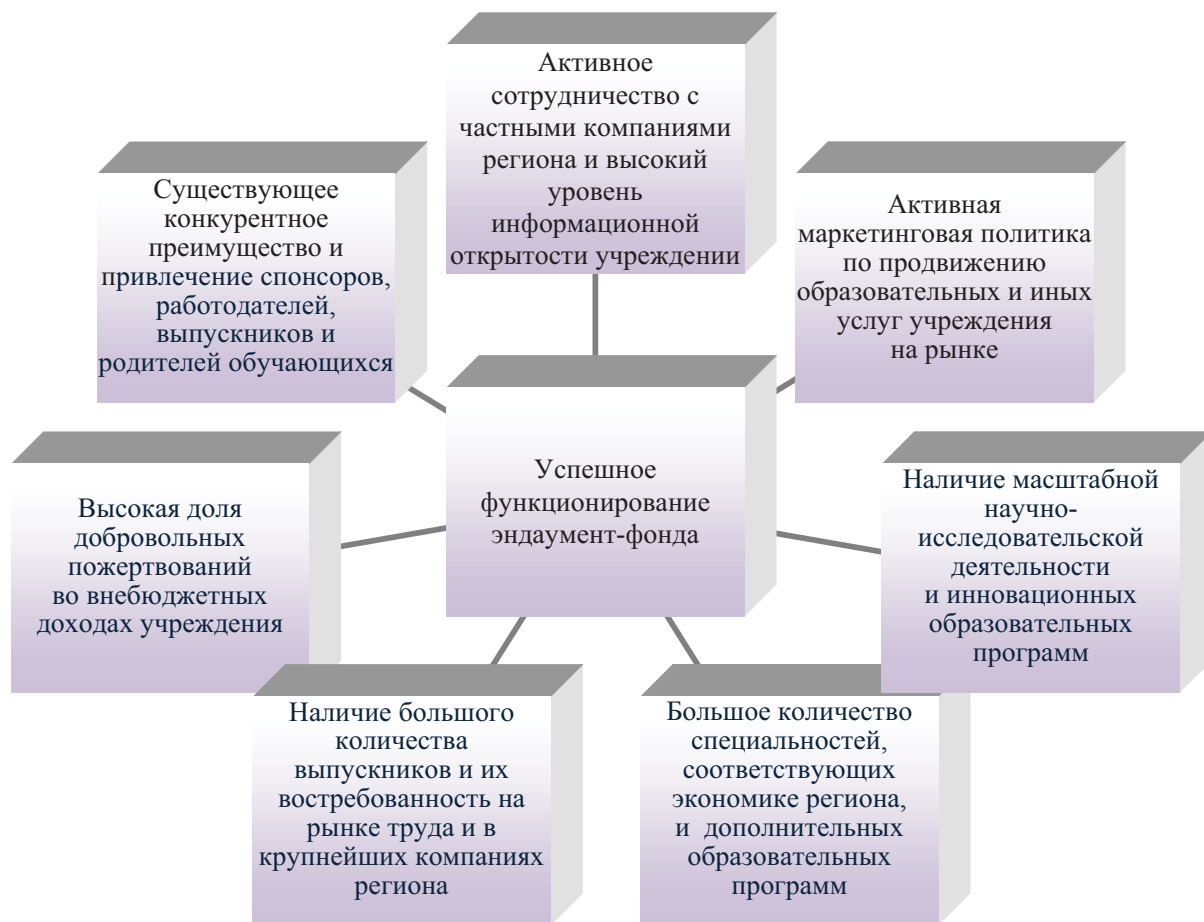 Активное
сотрудничество с
частными компаниями
региона и высокий
уровень
информационной
открытости учреждении
Существующее
конкурентное
преимущество и
привлечение спонсоров,
работодателей,
выпускников и
родителей обучающихся
Активная
маркетинговая политика
по продвижению
образовательных и иных
услуг учреждения
на рынке
Успешное
функционирование
эндаумент-фонда
Высокая доля
добровольных
пожертвований
во внебюджетных
доходах учреждения
Наличие масштабной
научно-
исследовательской
деятельности
и инновационных
образовательных
программ
Наличие большого
количества
выпускников и их
востребованность на
рынке труда и в
крупнейших компаниях
региона
Большое количество
специальностей,
соответствующих
экономике региона,
и дополнительных
образовательных
программ